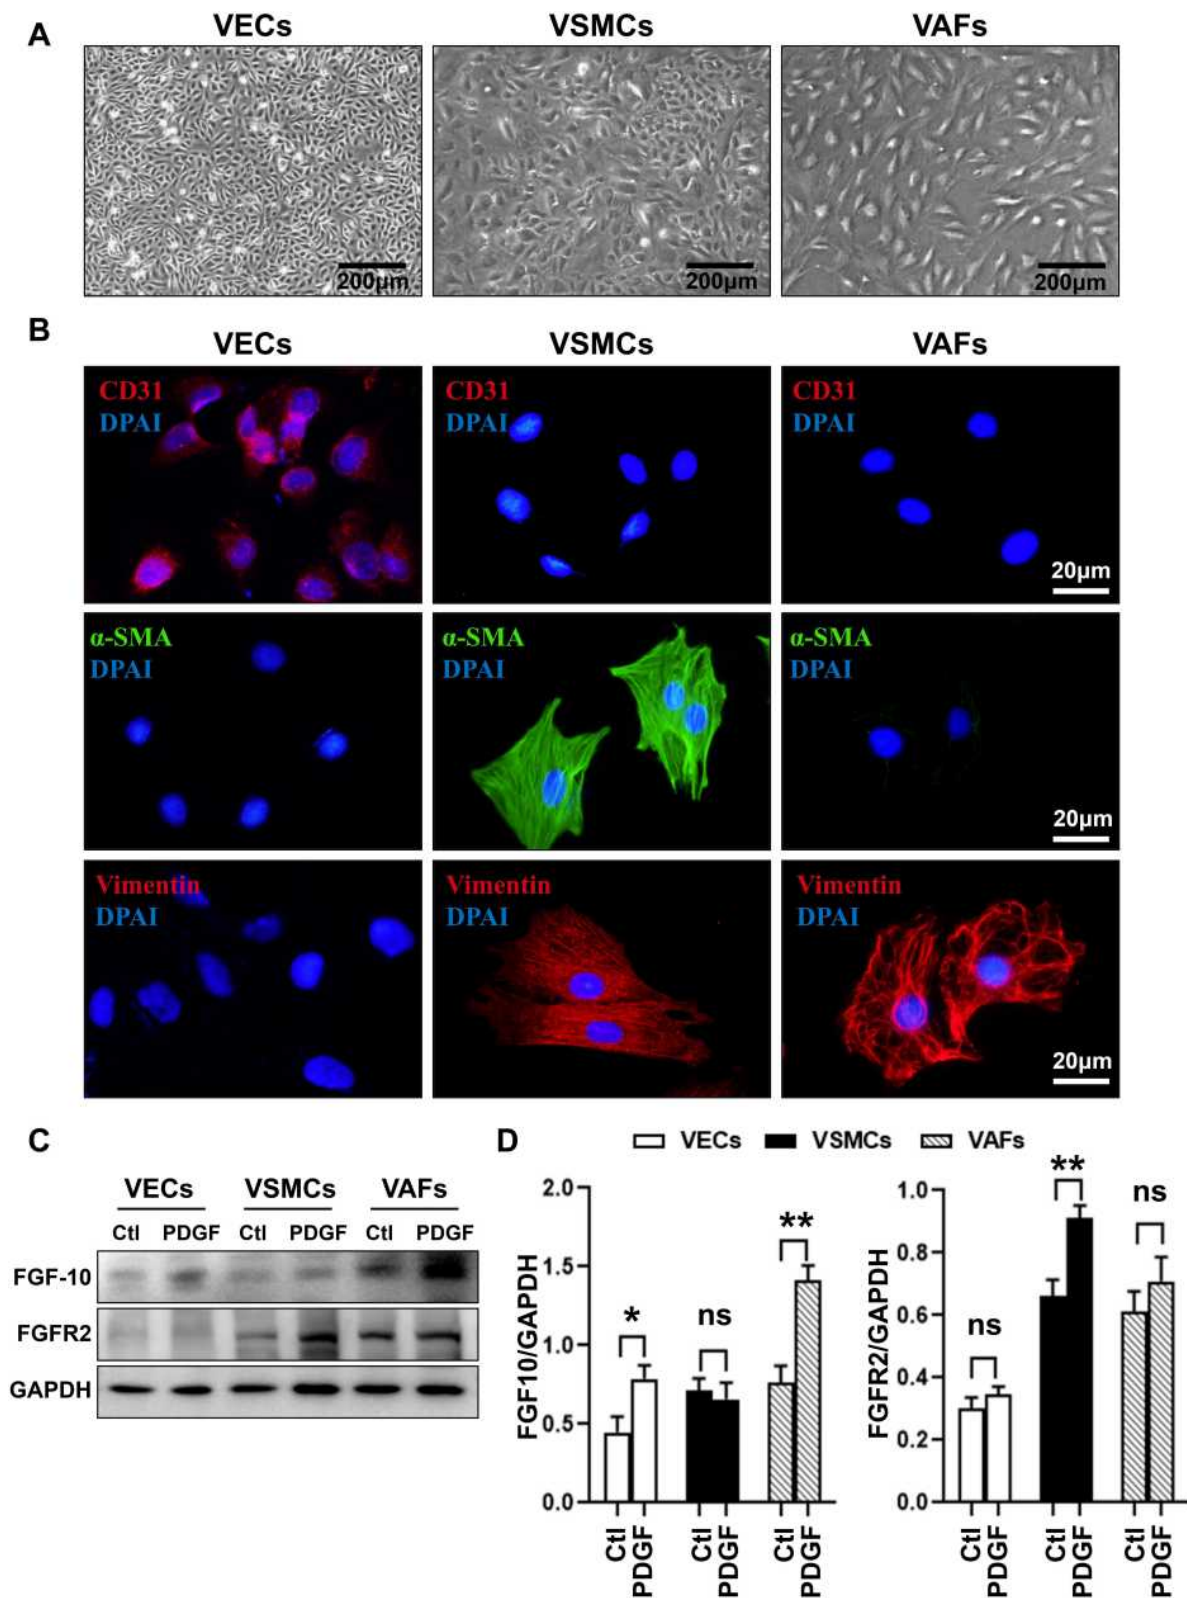 A
VECs VSMCs VAFs
200µm 200µm 200µm
B
VECs VSMCs VAFs
CD31 CD31 CD31
DPAI DPAI DPAI
20µm
α-SMA α-SMA α-SMA
DPAI DPAI DPAI
20µm
Vimentin Vimentin Vimentin
DPAI DPAI DPAI
20µm
C
VECs VSMCs VAFs
Ctl PDGF Ctl PDGF Ctl PDGF
FGF-10
FGFR2
GAPDH
D
VECs VSMCs VAFs
FGF10/GAPDH
2.0
1.5
1.0
0.5
0.0
* ns **
Ctl PDGF Ctl PDGF Ctl PDGF
FGFR2/GAPDH
1.0
0.8
0.6
0.4
0.2
0.0
ns ** ns
Ctl PDGF Ctl PDGF Ctl PDGF